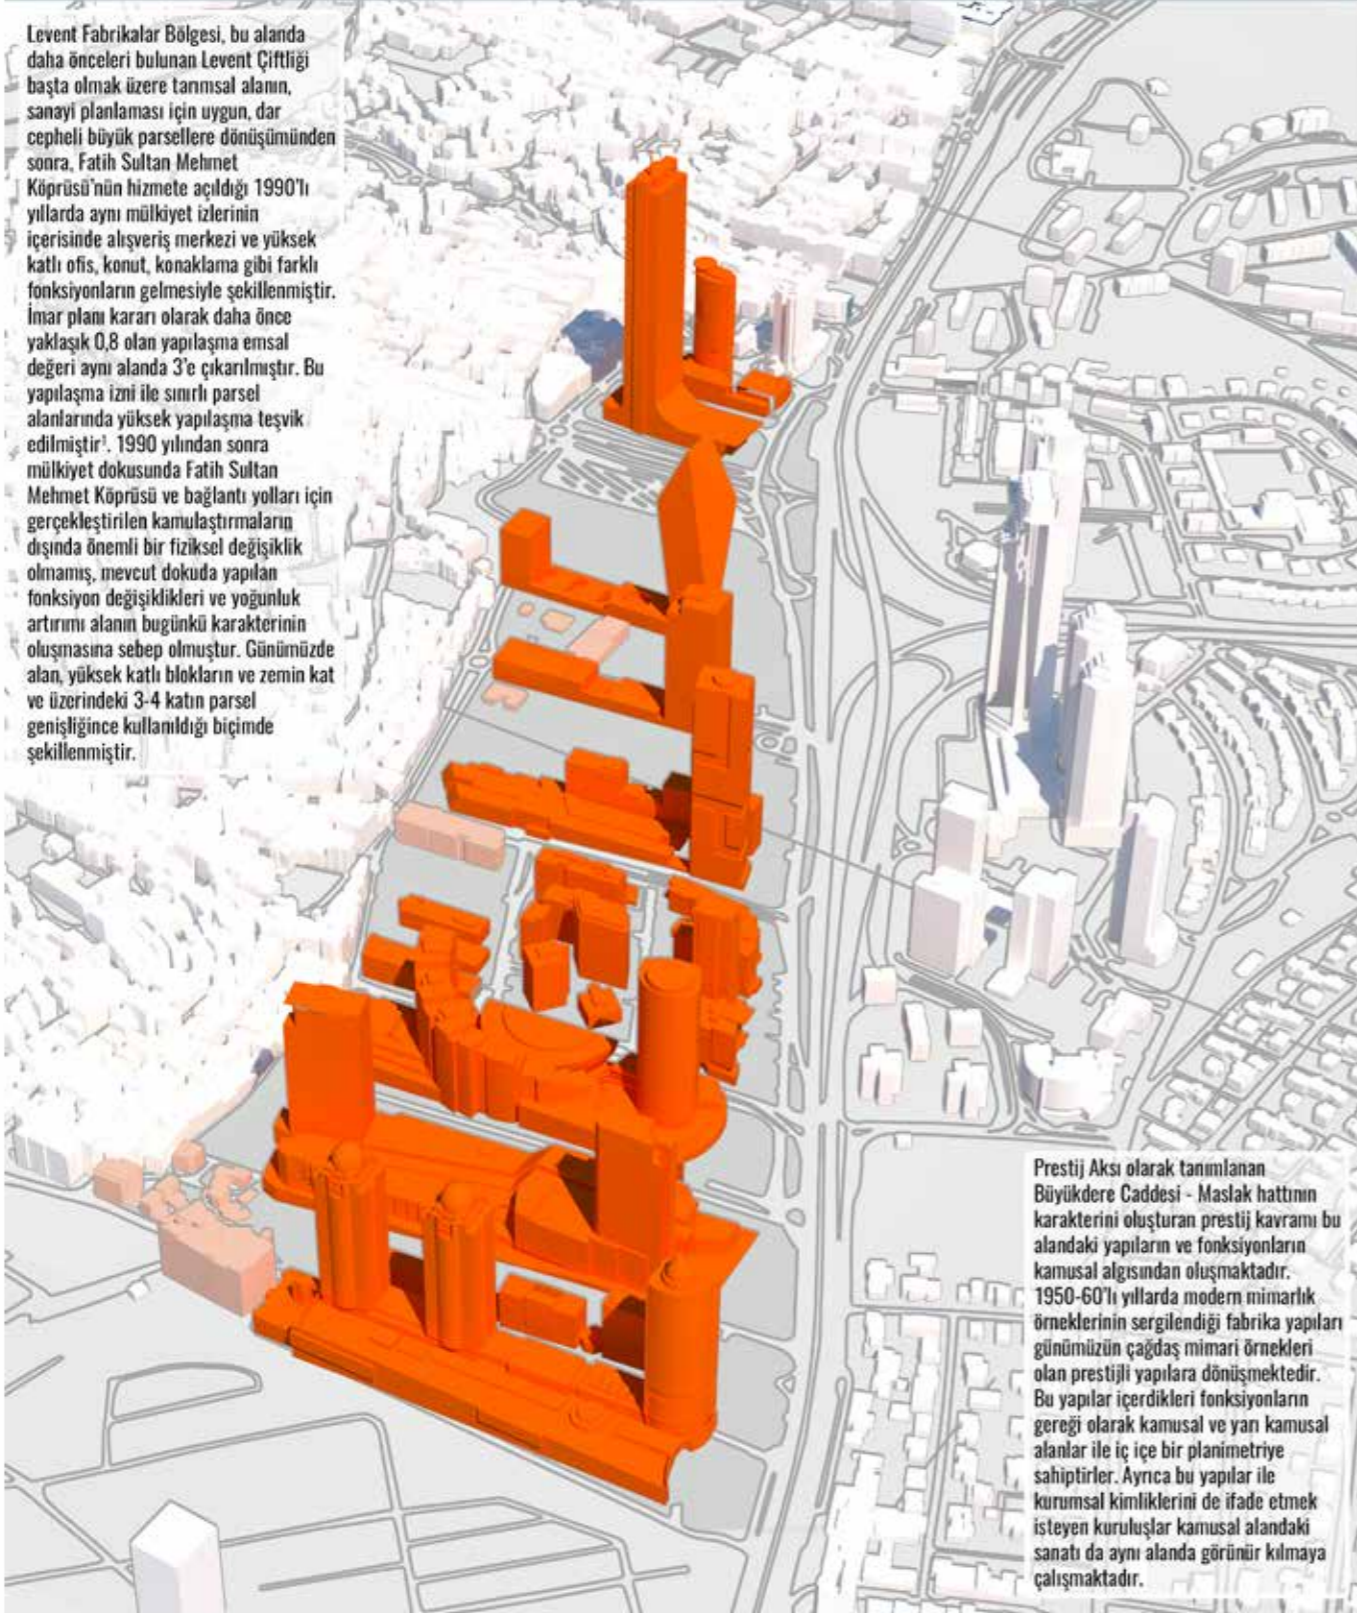 Levent Fabrikalar Bölgesi, bu alanda
daha önceleri bulunan Levent Çiftliği
başta olmak üzere tarımsal alanın,
sanayi planlaması için uygun, dar
cepheli büyük parsellere dönüşümünden
sonra, Fatih Sultan Mehmet
Köprüsü'nün hizmete açıldığı 1990'lı
yıllarda aynı mülkiyet izlerinin
içerisinde alışveriş merkezi ve yüksek
katlı ofis, konut, konaklama gibi farklı
fonksiyonların gelmesiyle şekillenmiştir.
İmar planı kararı olarak daha önce
yaklaşık 0,8 olan yapılaşma emsal
değeri aynı alanda 3'e çıkarılmıştır. Bu
yapılaşma izni ile sınırlı parsel
alanlarında yüksek yapılaşma teşvik
edilmiştir¹. 1990 yılından sonra
mülkiyet dokusunda Fatih Sultan
Mehmet Köprüsü ve bağlantı yolları için
gerçekleştirilen kamulaştırmaların
dışında önemli bir fiziksel değişiklik
olmamış, mevcut dokuda yapılan
fonksiyon değişiklikleri ve yoğunluk
artırımı alanın bugünkü karakterinin
oluşmasına sebep olmuştur. Günümüzde
alan, yüksek katlı blokların ve zemin kat
ve üzerindeki 3-4 katın parsel
genişliğince kullanıldığı biçimde
şekillenmiştir.
Prestij Aksı olarak tanımlanan
Büyükdere Caddesi - Maslak hattının
karakterini oluşturan prestij kavramı bu
alandaki yapıların ve fonksiyonların
kamusal algısından oluşmaktadır.
1950-60'lı yıllarda modern mimarlık
örneklerinin sergilendiği fabrika yapıları
günümüzün çağdaş mimari örnekleri
olan prestijli yapılara dönüşmektedir.
Bu yapılar içerdikleri fonksiyonların
gereği olarak kamusal ve yarı kamusal
alanlar ile iç içe bir planimetriye
sahiptirler. Ayrıca bu yapılar ile
kurumsal kimliklerini de ifade etmek
isteyen kuruluşlar kamusal alandaki
sanatı da aynı alanda görünür kılmaya
çalışmaktadır.